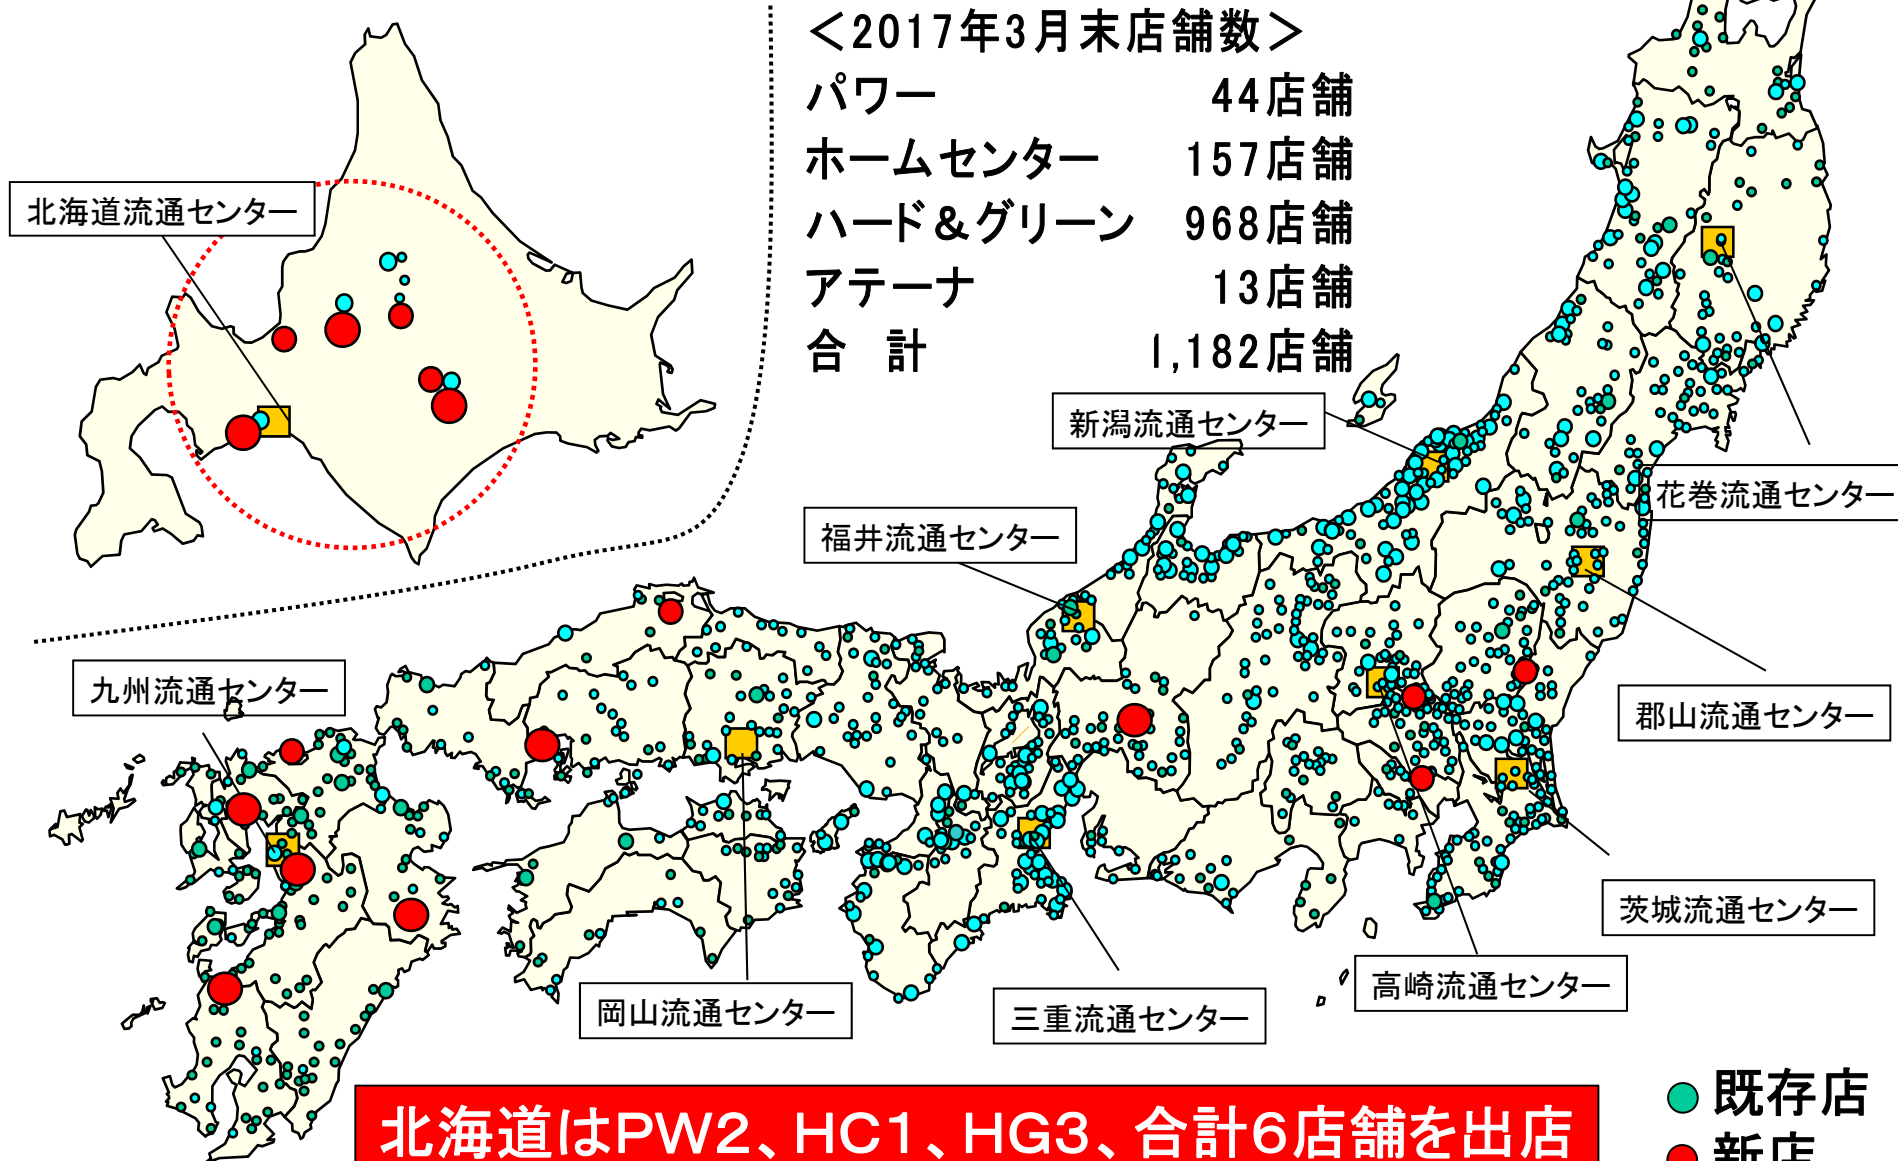 ＜2017年3月末店舗数＞
パワー 44店舗
ホームセンター 157店舗
ハード＆グリーン 968店舗
アテーナ 13店舗
合 計 1,182店舗
北海道流通センター
新潟流通センター
花巻流通センター
福井流通センター
九州流通センター
郡山流通センター
茨城流通センター
高崎流通センター
岡山流通センター
三重流通センター
北海道はPW2、HC1、HG3、合計6店舗を出店
既存店
新店